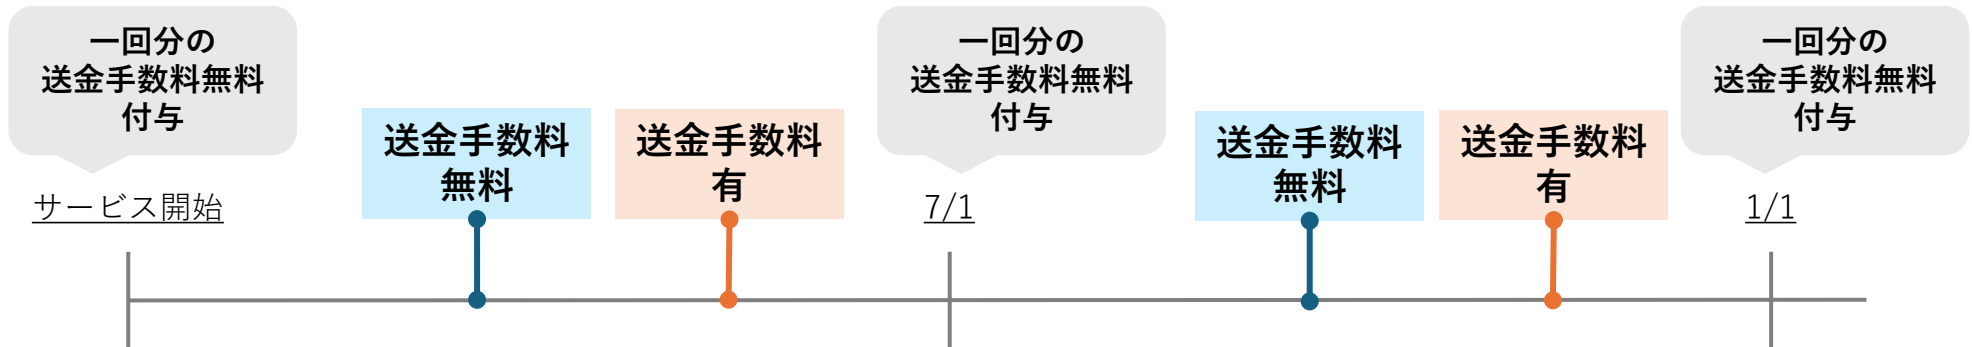 一回分の
送金手数料無料
付与
サービス開始
送金手数料
無料
送金手数料
有
一回分の
送金手数料無料
付与
7/1
送金手数料
無料
送金手数料
有
一回分の
送金手数料無料
付与
1/1